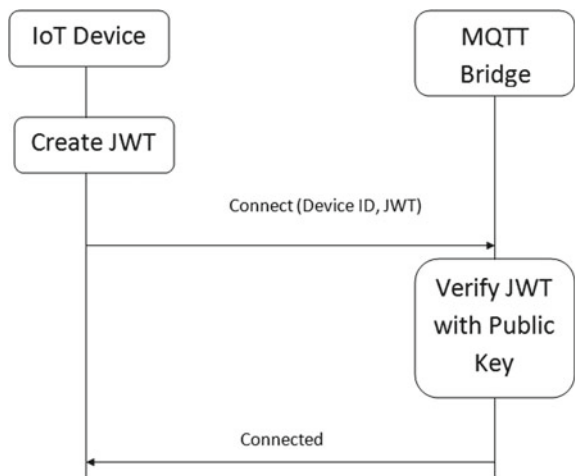 IoT Device
MQTT
Bridge
Create JWT
Connect (Device ID, JWT)
Verify JWT
with Public
Key
Connected